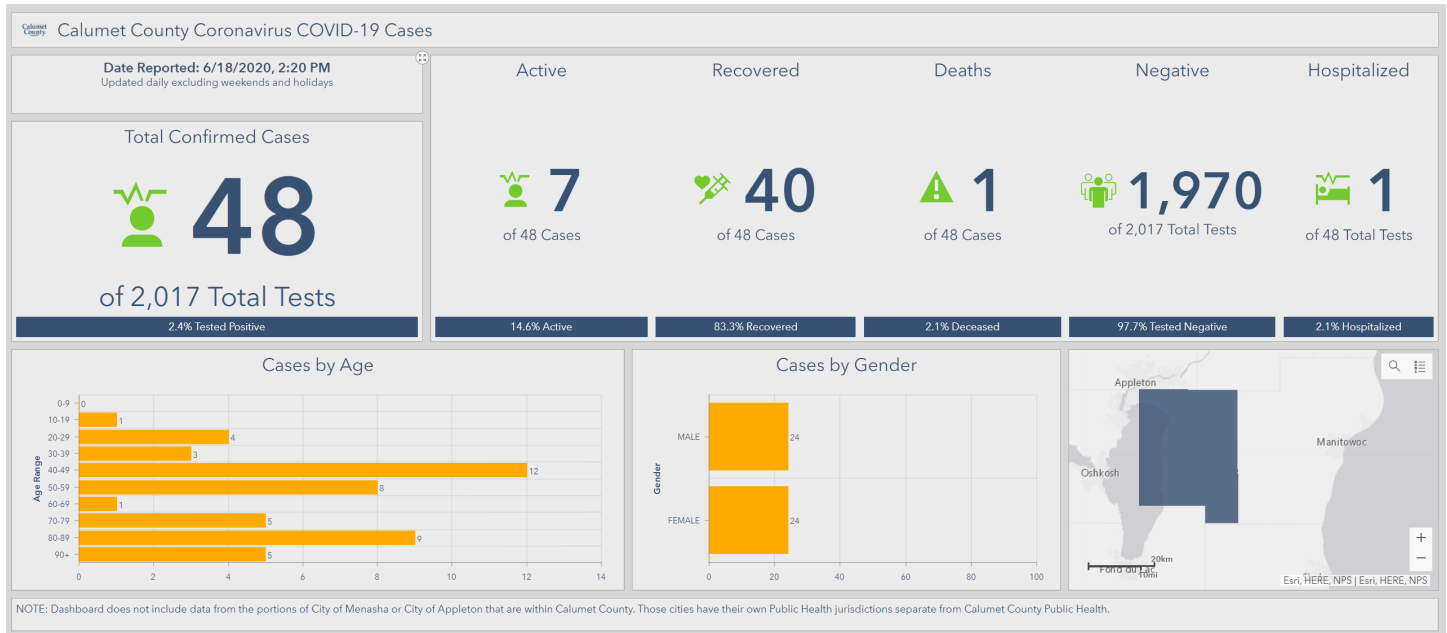 Calumet
County
Calumet County Coronavirus COVID-19 Cases
Date Reported: 6/18/2020, 2:20 PM
Updated daily excluding weekends and holidays
Total Confirmed Cases
48
of 2,017 Total Tests
2.4% Tested Positive
Active
7
of 48 Cases
14.6% Active
Recovered
40
of 48 Cases
83.3% Recovered
Deaths
1
of 48 Cases
2.1% Deceased
Negative
1,970
of 2,017 Total Tests
97.7% Tested Negative
Hospitalized
1
of 48 Total Tests
2.1% Hospitalized
Cases by Age
Age Range
0-9 0
10-19 1
20-29 4
30-39 3
40-49 12
50-59 8
60-69 1
70-79 5
80-89 9
90+ 5
0 2 4 6 8 10 12 14
Cases by Gender
Gender
MALE 24
FEMALE 24
0 20 40 60 80 100
Appleton
Manitowoc
Oshkosh
Fond du Lac
20km
10mi
+
−
Esri, HERE, NPS | Esri, HERE, NPS
NOTE: Dashboard does not include data from the portions of City of Menasha or City of Appleton that are within Calumet County. Those cities have their own Public Health jurisdictions separate from Calumet County Public Health.